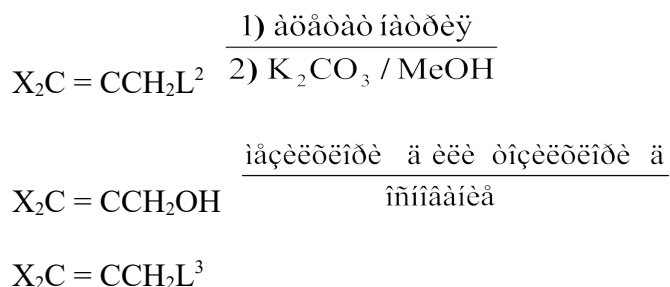 1) àöåòàò íàòðèÿ
X₂C = CCH₂L² 2) K₂CO₃ / MeOH
ìåçèëõëîðè ä èëè òîçèëõëîðè ä
X₂C = CCH₂OH îñíîâàíèå
X₂C = CCH₂L³